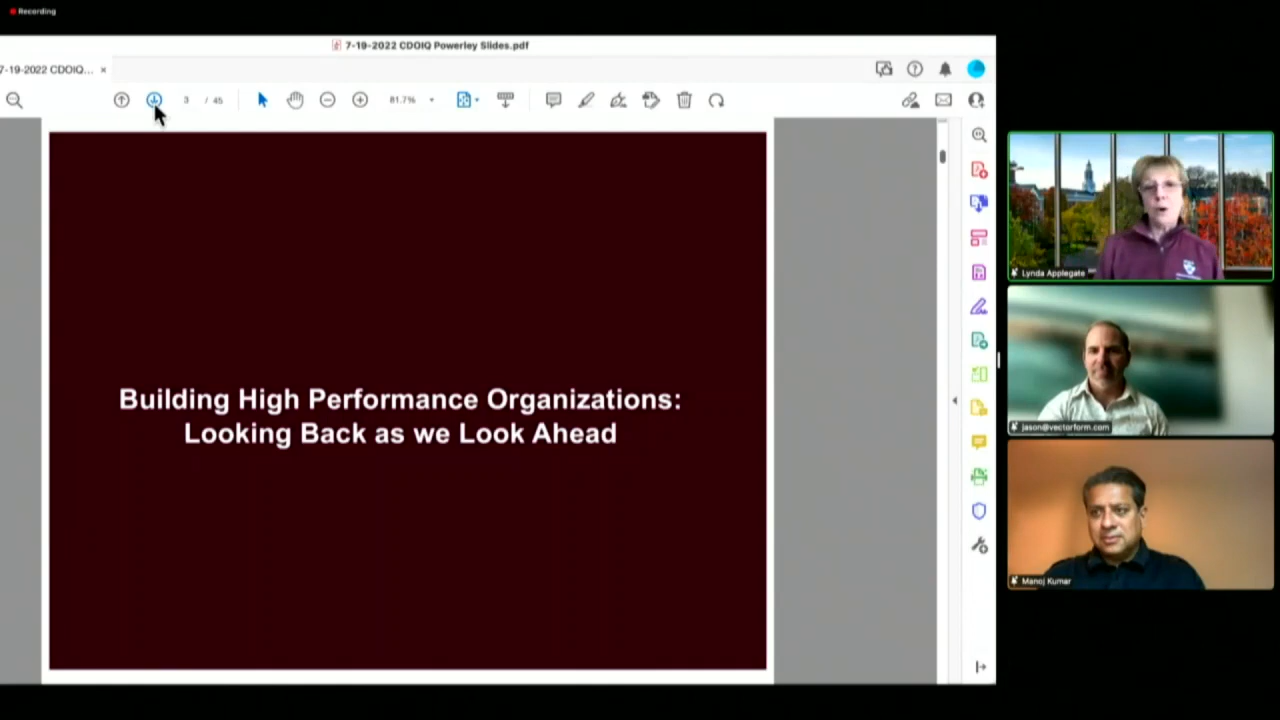 Recording
7-19-2022 CDOIQ Powerley Slides.pdf
7-19-2022 CDOIQ... ×
3 / 45
81.7%
Building High Performance Organizations:
Looking Back as we Look Ahead
Lynda Applegate
jason@vectorform.com
Manoj Kumar